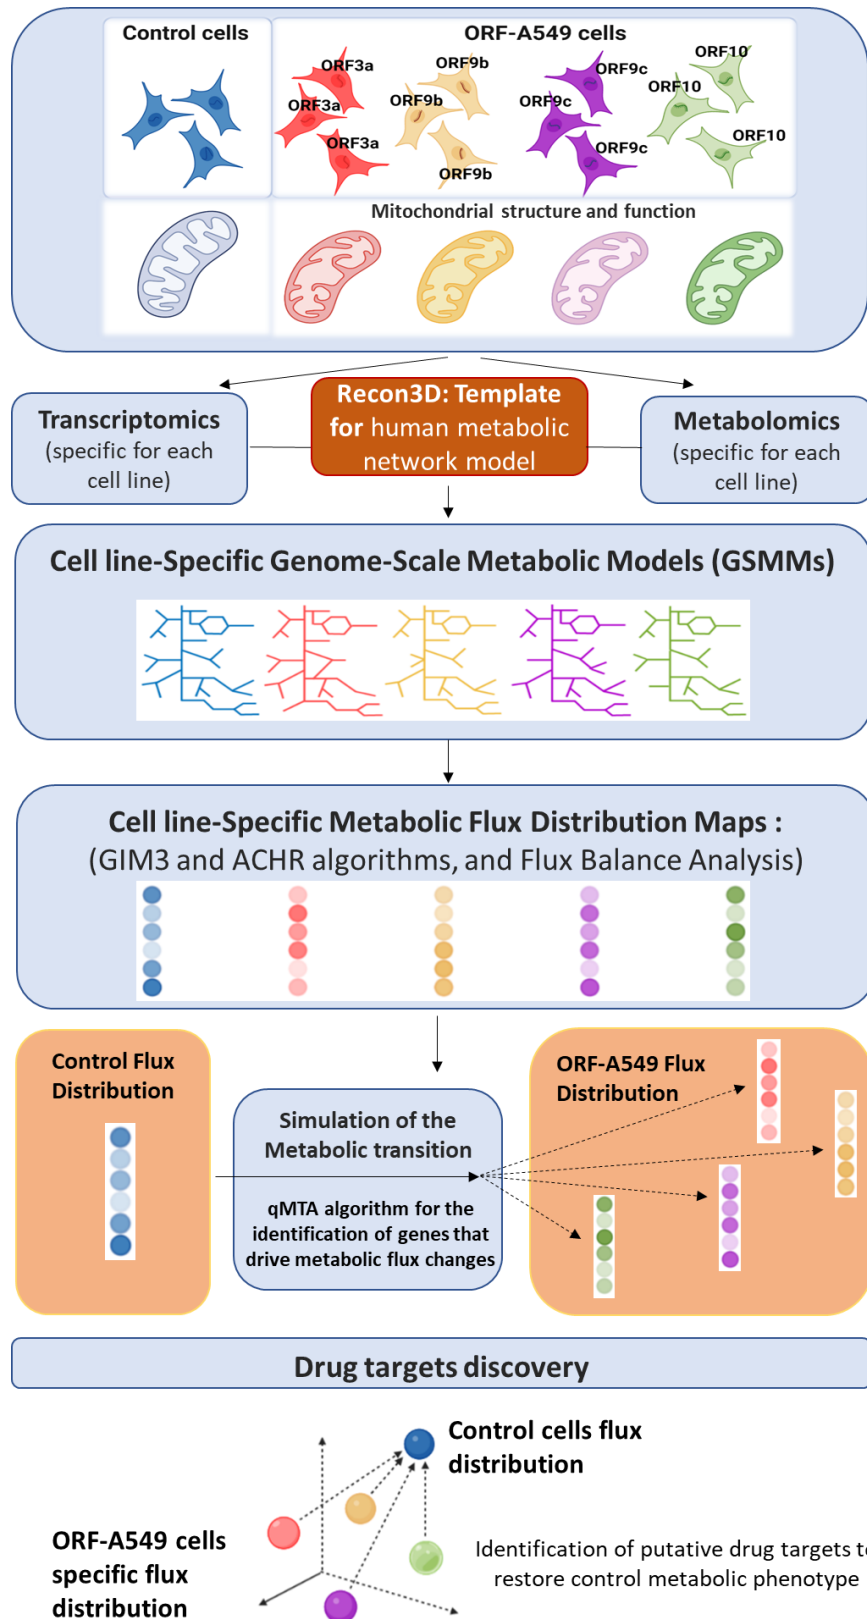 Control cells
ORF-A549 cells
ORF3a
ORF3a
ORF3a
ORF9b
ORF9b
ORF9b
ORF9c
ORF9c
ORF9c
ORF10
ORF10
ORF10
Mitochondrial structure and function
Transcriptomics
(specific for each
cell line)
Recon3D: Template
for human metabolic
network model
Metabolomics
(specific for each
cell line)
Cell line-Specific Genome-Scale Metabolic Models (GSMMs)
Cell line-Specific Metabolic Flux Distribution Maps :
(GIM3 and ACHR algorithms, and Flux Balance Analysis)
Control Flux
Distribution
Simulation of the
Metabolic transition
qMTA algorithm for the
identification of genes that
drive metabolic flux changes
ORF-A549 Flux
Distribution
Drug targets discovery
Control cells flux
distribution
ORF-A549 cells
specific flux
distribution
Identification of putative drug targets t
restore control metabolic phenotype